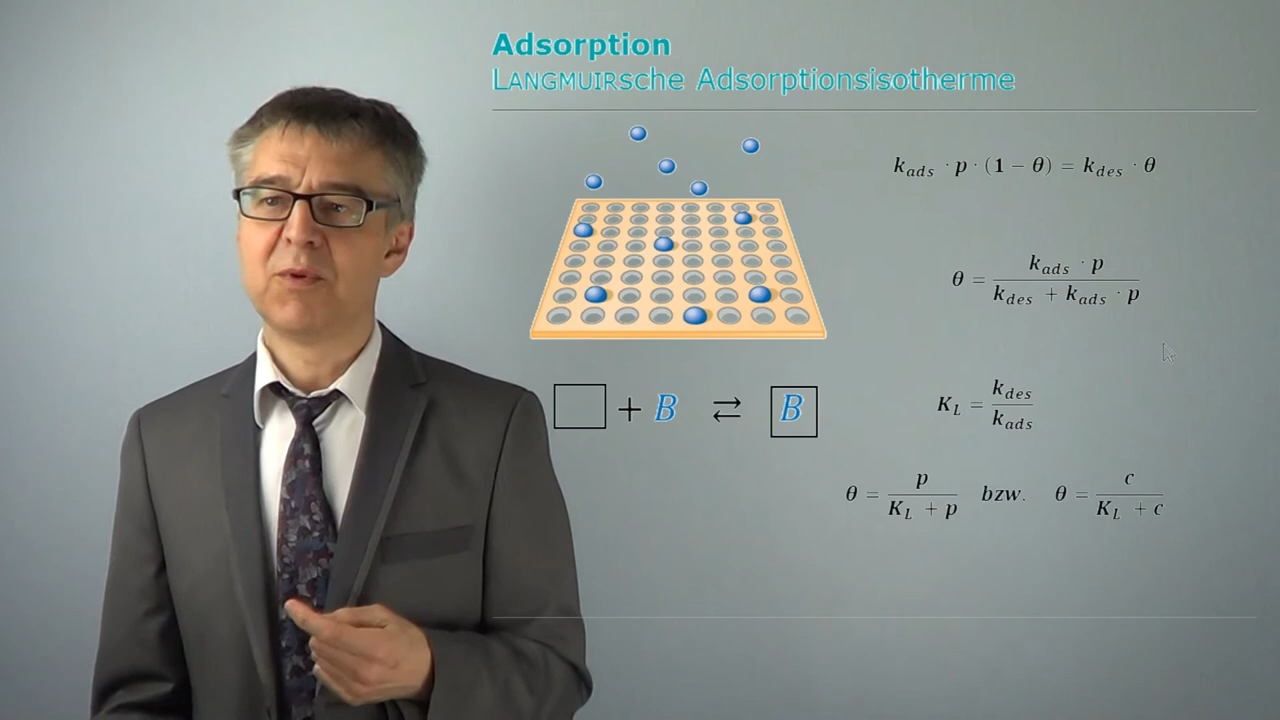 Adsorption
LANGMUIRsche Adsorptionsisotherme
k_ads · p · (1 − θ) = k_des · θ
θ = k_ads · p / k_des + k_ads · p
☐ + B ⇄ B
K_L = k_des / k_ads
θ = p / K_L + p bzw. θ = c / K_L + c